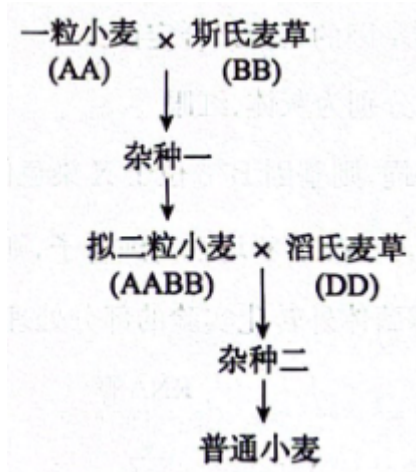 一粒小麦 × 斯氏麦草
(AA) (BB)
杂种一
拟二粒小麦 × 滔氏麦草
(AABB) (DD)
杂种二
普通小麦